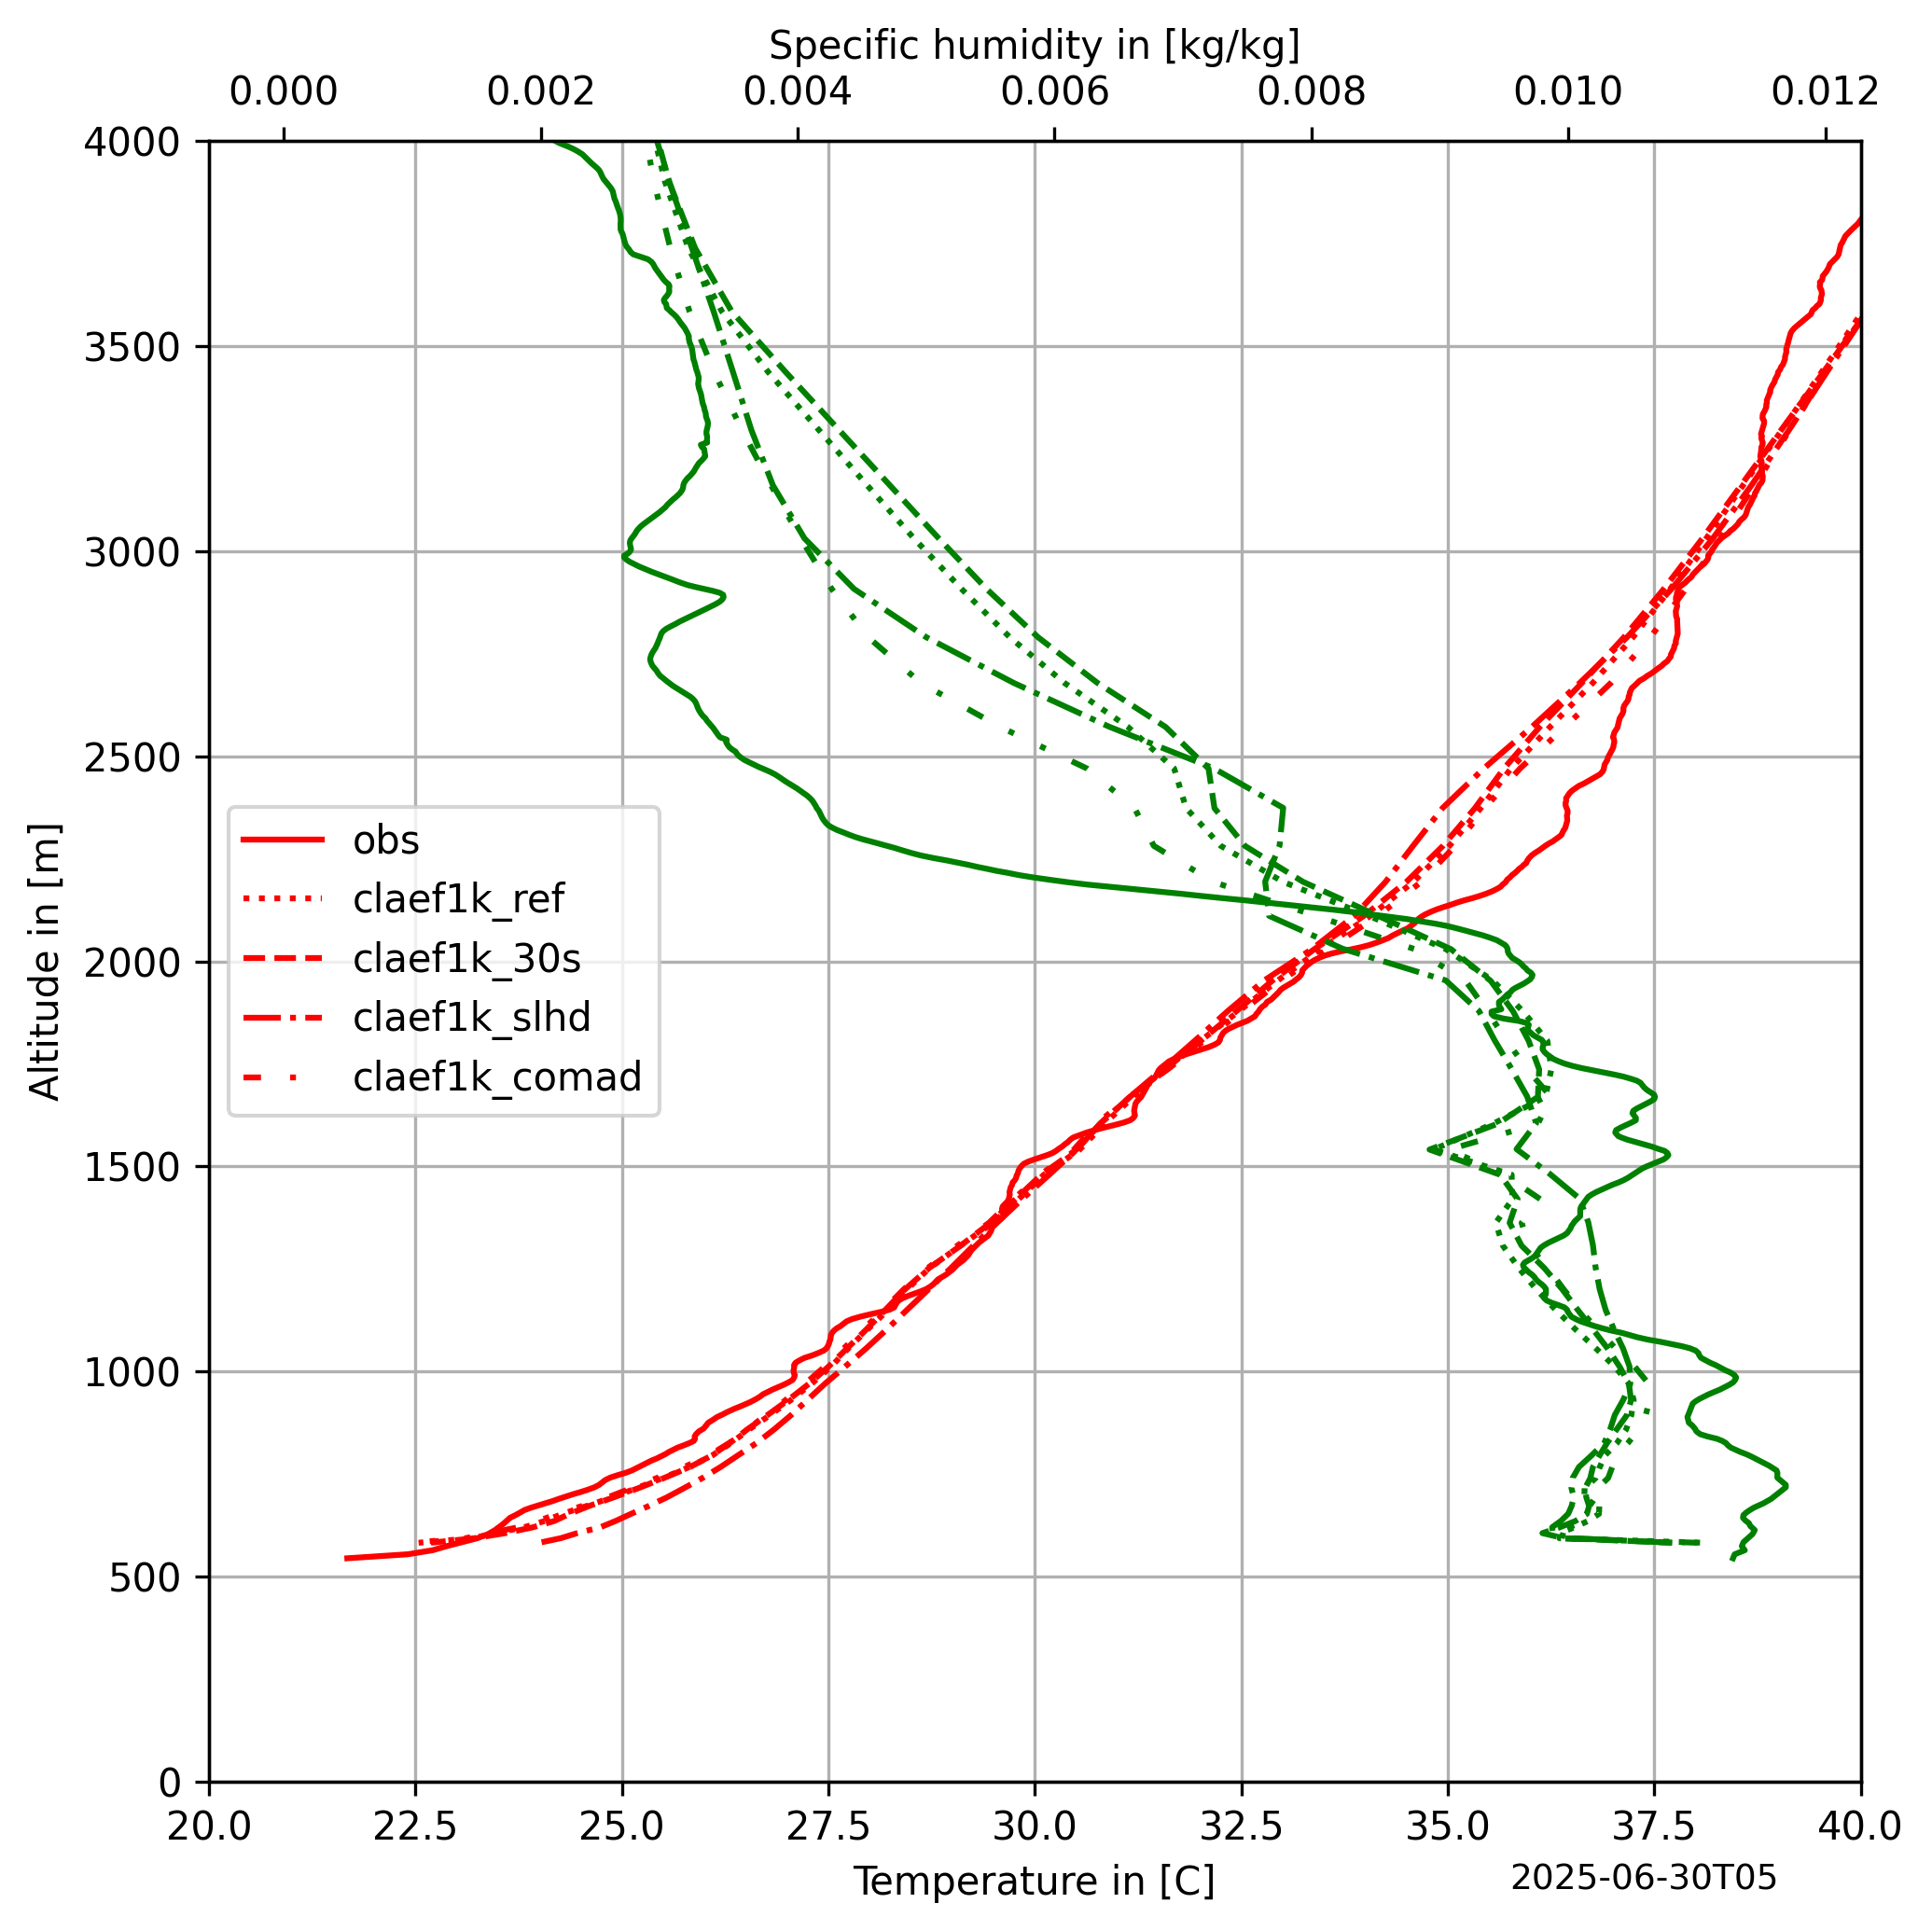 Specific humidity in [kg/kg]
0.000 0.002 0.004 0.006 0.008 0.010 0.012
4000
3500
3000
2500
2000
1500
1000
500
0
Altitude in [m]
obs
claef1k_ref
claef1k_30s
claef1k_slhd
claef1k_comad
20.0 22.5 25.0 27.5 30.0 32.5 35.0 37.5 40.0
Temperature in [C]
2025-06-30T05